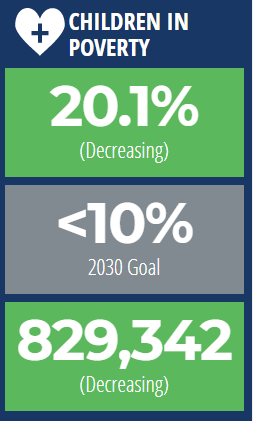 CHILDREN IN
POVERTY
20.1%
(Decreasing)
<10%
2030 Goal
829,342
(Decreasing)